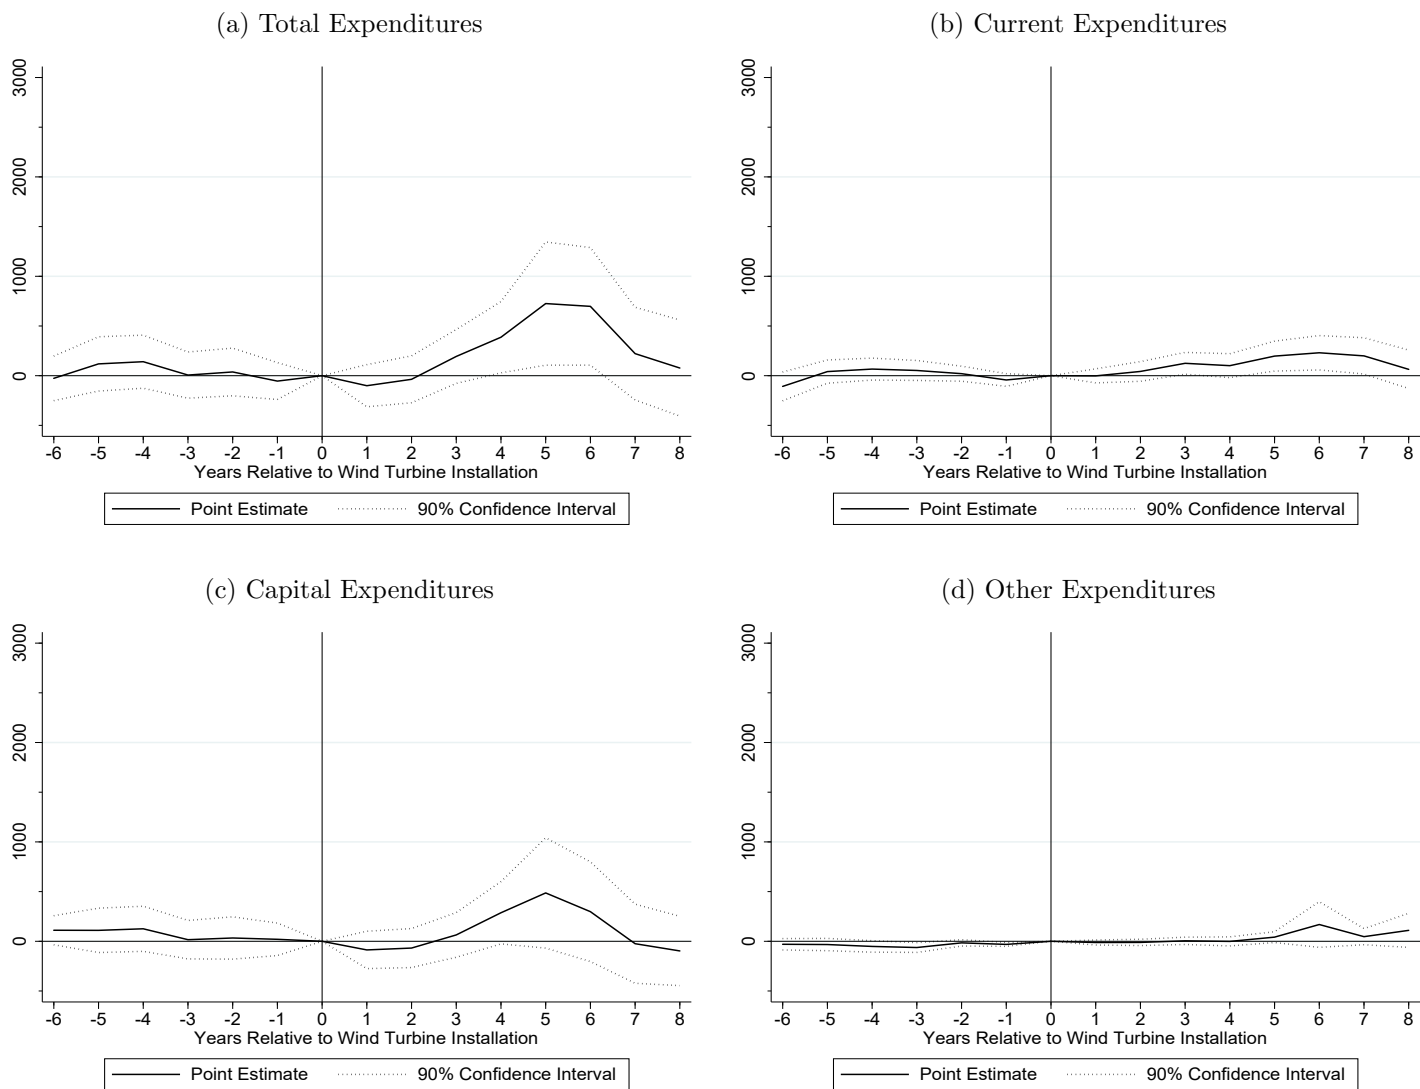 (a) Total Expenditures
3000
2000
1000
0
-6 -5 -4 -3 -2 -1 0 1 2 3 4 5 6 7 8
Years Relative to Wind Turbine Installation
Point Estimate 90% Confidence Interval
(b) Current Expenditures
3000
2000
1000
0
-6 -5 -4 -3 -2 -1 0 1 2 3 4 5 6 7 8
Years Relative to Wind Turbine Installation
Point Estimate 90% Confidence Interval
(c) Capital Expenditures
3000
2000
1000
0
-6 -5 -4 -3 -2 -1 0 1 2 3 4 5 6 7 8
Years Relative to Wind Turbine Installation
Point Estimate 90% Confidence Interval
(d) Other Expenditures
3000
2000
1000
0
-6 -5 -4 -3 -2 -1 0 1 2 3 4 5 6 7 8
Years Relative to Wind Turbine Installation
Point Estimate 90% Confidence Interval